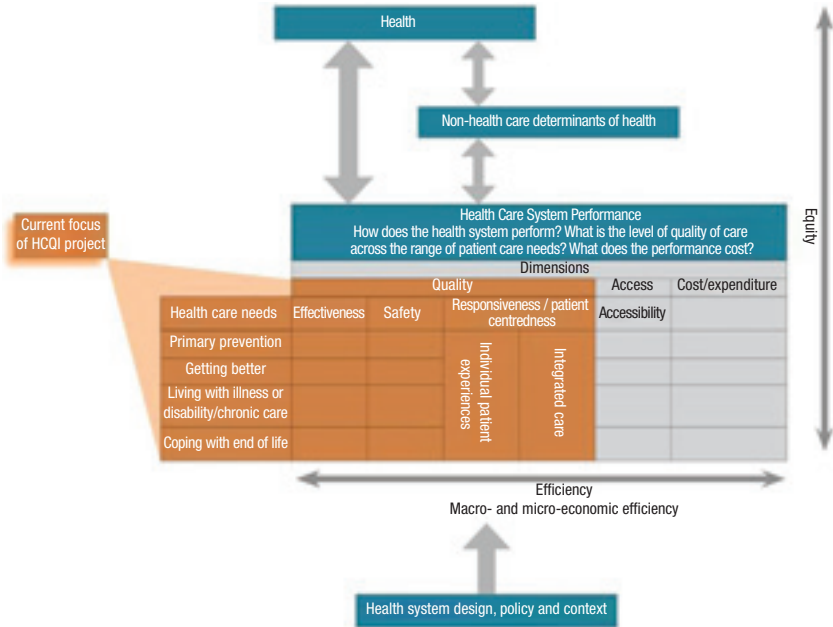 Health
Non-health care determinants of health
Equity
Current focus
of HCQI project
Health Care System Performance
How does the health system perform? What is the level of quality of care
across the range of patient care needs? What does the performance cost?
Dimensions
Quality
Access
Cost/expenditure
Health care needs
Effectiveness
Safety
Responsiveness / patient
centredness
Accessibility
Primary prevention
Getting better
Living with illness or
disability/chronic care
Coping with end of life
Individual patient
experiences
Integrated care
Efficiency
Macro- and micro-economic efficiency
Health system design, policy and context